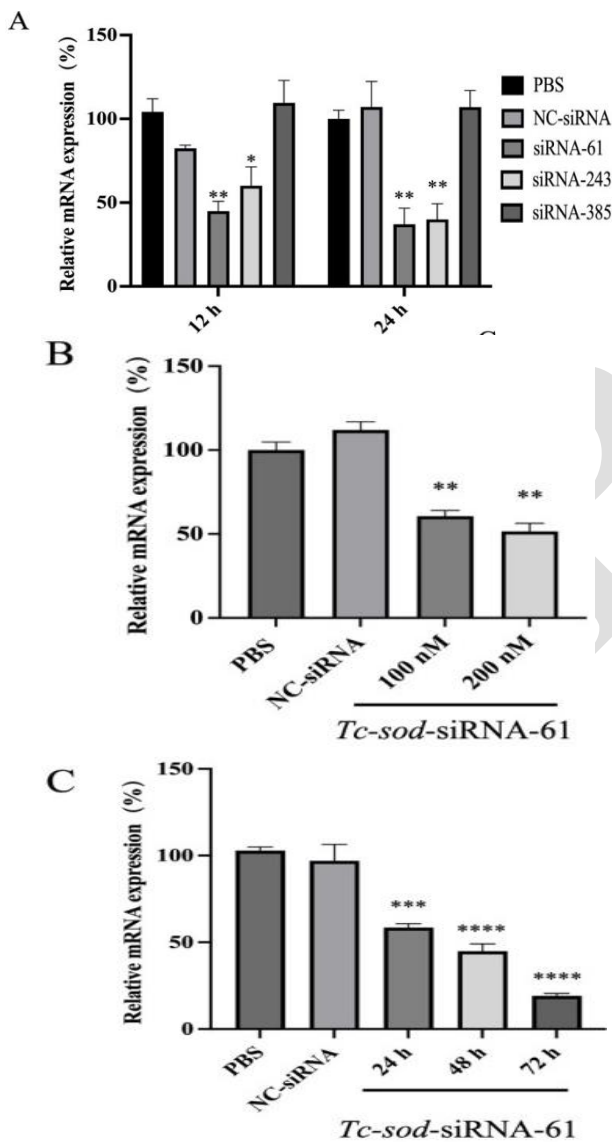 A
Relative mRNA expression (%)
150
100
50
0
** * ** **
12 h 24 h
PBS
NC-siRNA
siRNA-61
siRNA-243
siRNA-385
B
Relative mRNA expression (%)
150
100
50
0
** **
PBS NC-siRNA 100 nM 200 nM
Tc-sod-siRNA-61
C
Relative mRNA expression (%)
150
100
50
0
*** **** ****
PBS NC-siRNA 24 h 48 h 72 h
Tc-sod-siRNA-61